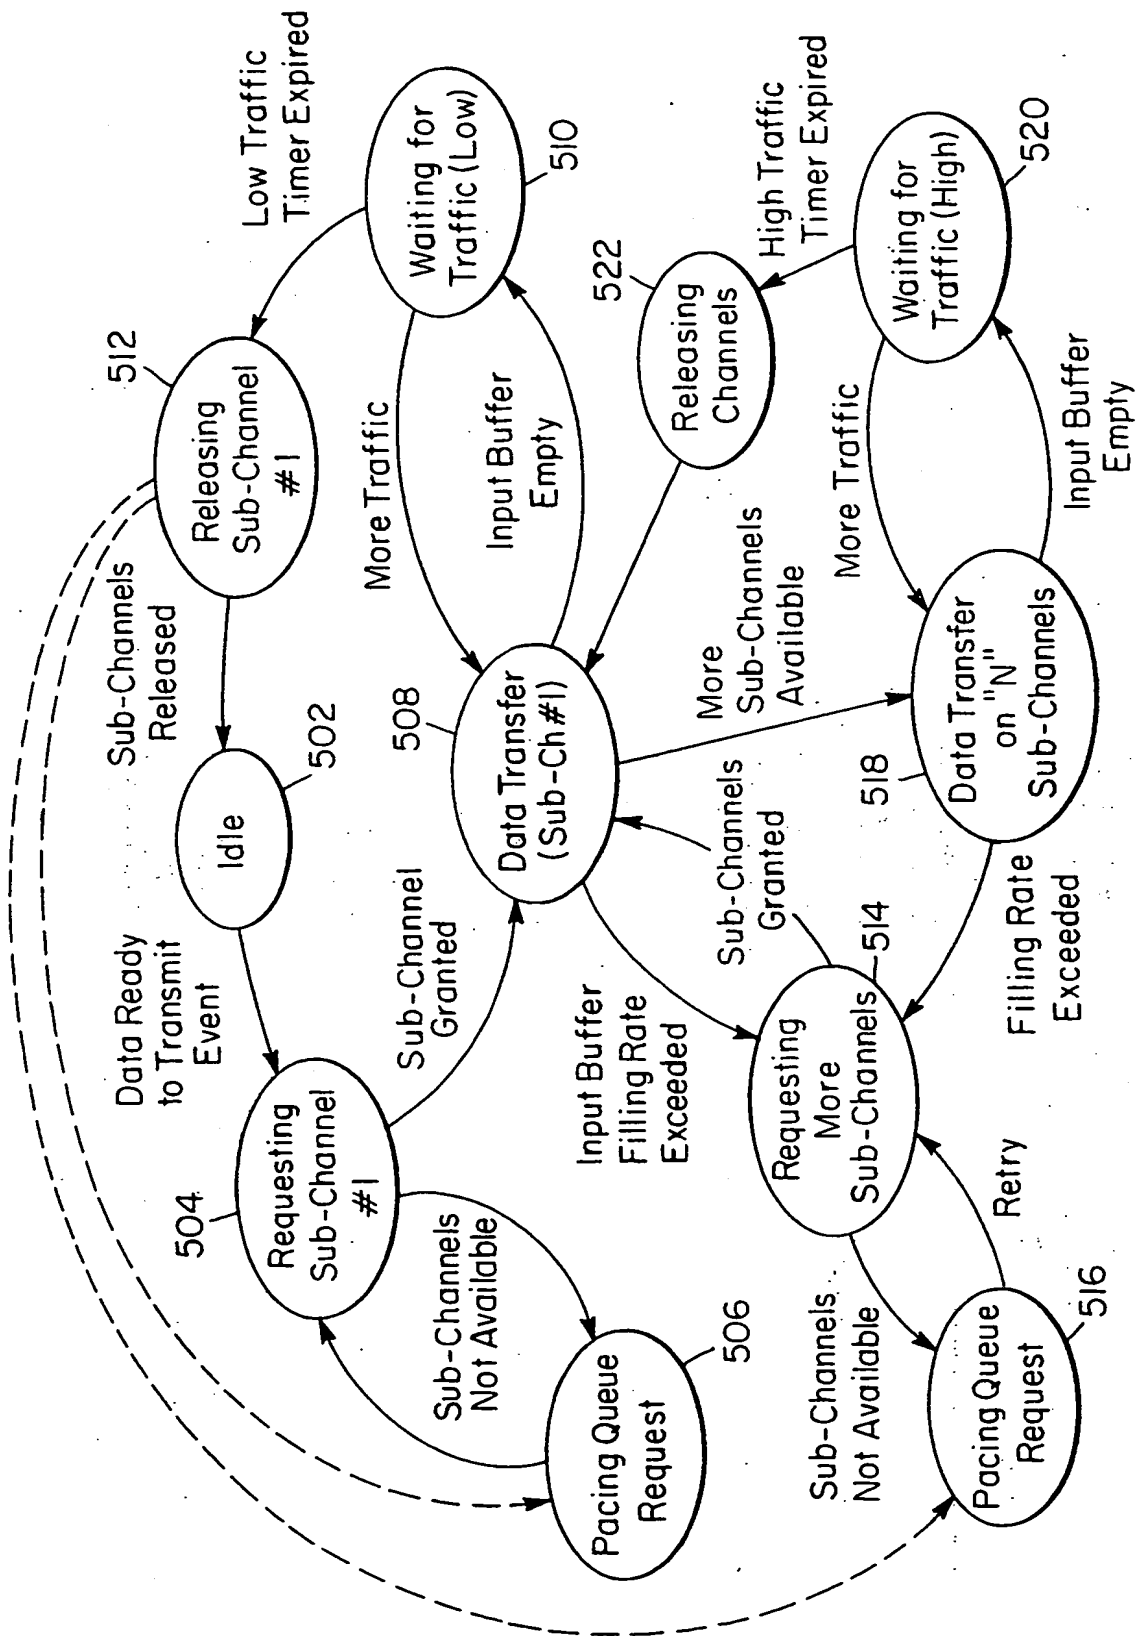 Low Traffic
Timer Expired
512
Releasing
Sub-Channel
#1
Sub-Channels
Released
502
Idle
Data Ready
to Transmit
Event
504
Requesting
Sub-Channel
#1
Waiting for
Traffic (Low)
510
More Traffic
Input Buffer
Empty
508
Data Transfer
(Sub-Ch#1)
Sub-Channel
Granted
Sub-Channels
Not Available
Pacing Queue
Request
506
High Traffic
Timer Expired
522
Releasing
Channels
More
Sub-Channels
Available
Sub-Channels
Granted
Input Buffer
Filling Rate
Exceeded
Waiting for
Traffic (High)
520
More Traffic
Input Buffer
Empty
518
Data Transfer
on "N"
Sub-Channels
Filling Rate
Exceeded
514
Requesting
More
Sub-Channels
Retry
Sub-Channels
Not Available
Pacing Queue
Request
516